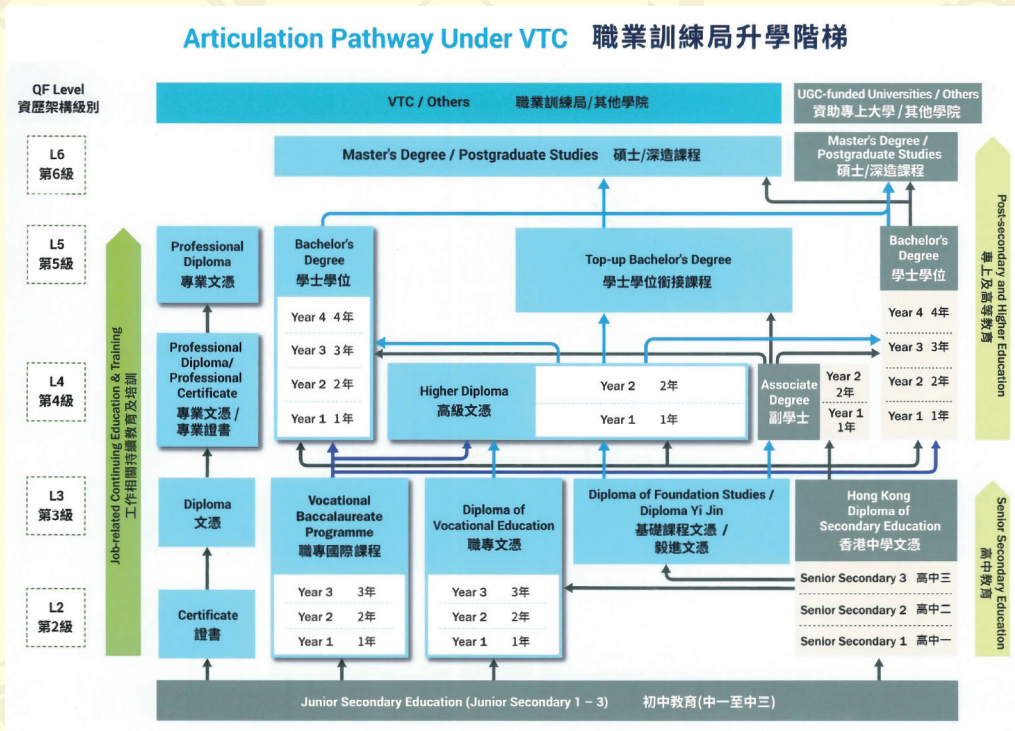 Articulation Pathway Under VTC 職業訓練局升學階梯
QF Level
資歷架構級別
VTC / Others 職業訓練局/其他學院
UGC-funded Universities / Others
資助專上大學/其他學院
L6
第6級
Master's Degree / Postgraduate Studies 碩士/深造課程
Master's Degree /
Postgraduate Studies
碩士/深造課程
L5
第5級
Professional
Diploma
專業文憑
Bachelor's
Degree
學士學位
Year 4 4年
Year 3 3年
Year 2 2年
Year 1 1年
Top-up Bachelor's Degree
學士學位銜接課程
Bachelor's
Degree
學士學位
Year 4 4年
Year 3 3年
Year 2 2年
Year 1 1年
L4
第4級
Professional
Diploma/
Professional
Certificate
專業文憑 /
專業證書
Higher Diploma
高級文憑
Year 2 2年
Year 1 1年
Associate
Degree
副學士
Year 2
2年
Year 1
1年
Post-secondary and Higher Education
專上及高等教育
L3
第3級
Diploma
文憑
Vocational
Baccalaureate
Programme
職專國際課程
Year 3 3年
Year 2 2年
Year 1 1年
Diploma of
Vocational Education
職專文憑
Year 3 3年
Year 2 2年
Year 1 1年
Diploma of Foundation Studies /
Diploma Yi Jin
基礎課程文憑 /
毅進文憑
Hong Kong
Diploma of
Secondary Education
香港中學文憑
Senior Secondary 3 高中三
Senior Secondary 2 高中二
Senior Secondary 1 高中一
L2
第2級
Certificate
證書
Job-related Continuing Education & Training
工作相關持續教育及培訓
Senior Secondary Education
高中教育
Junior Secondary Education (Junior Secondary 1 – 3) 初中教育(中一至中三)